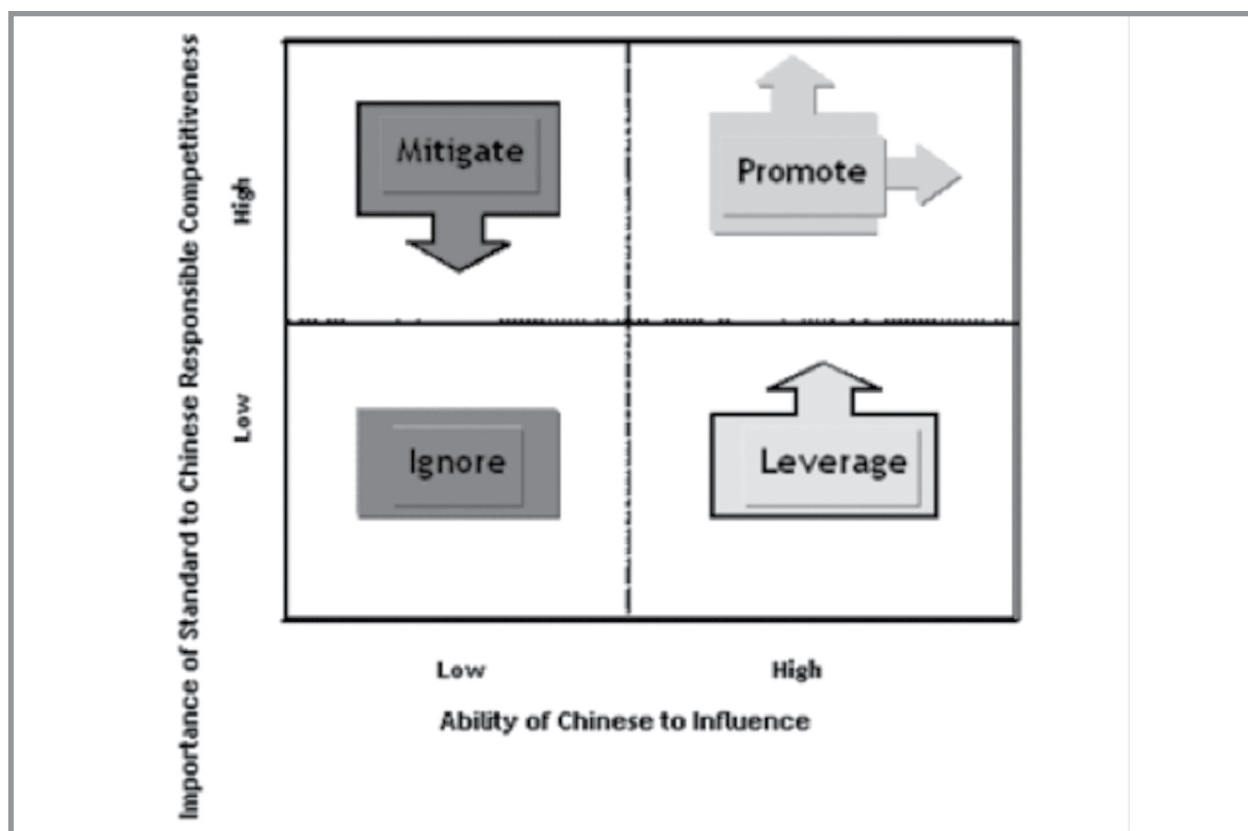 Importance of Standard to Chinese Responsible Competitiveness
High
Low
Mitigate
Promote
Ignore
Leverage
Low
High
Ability of Chinese to Influence